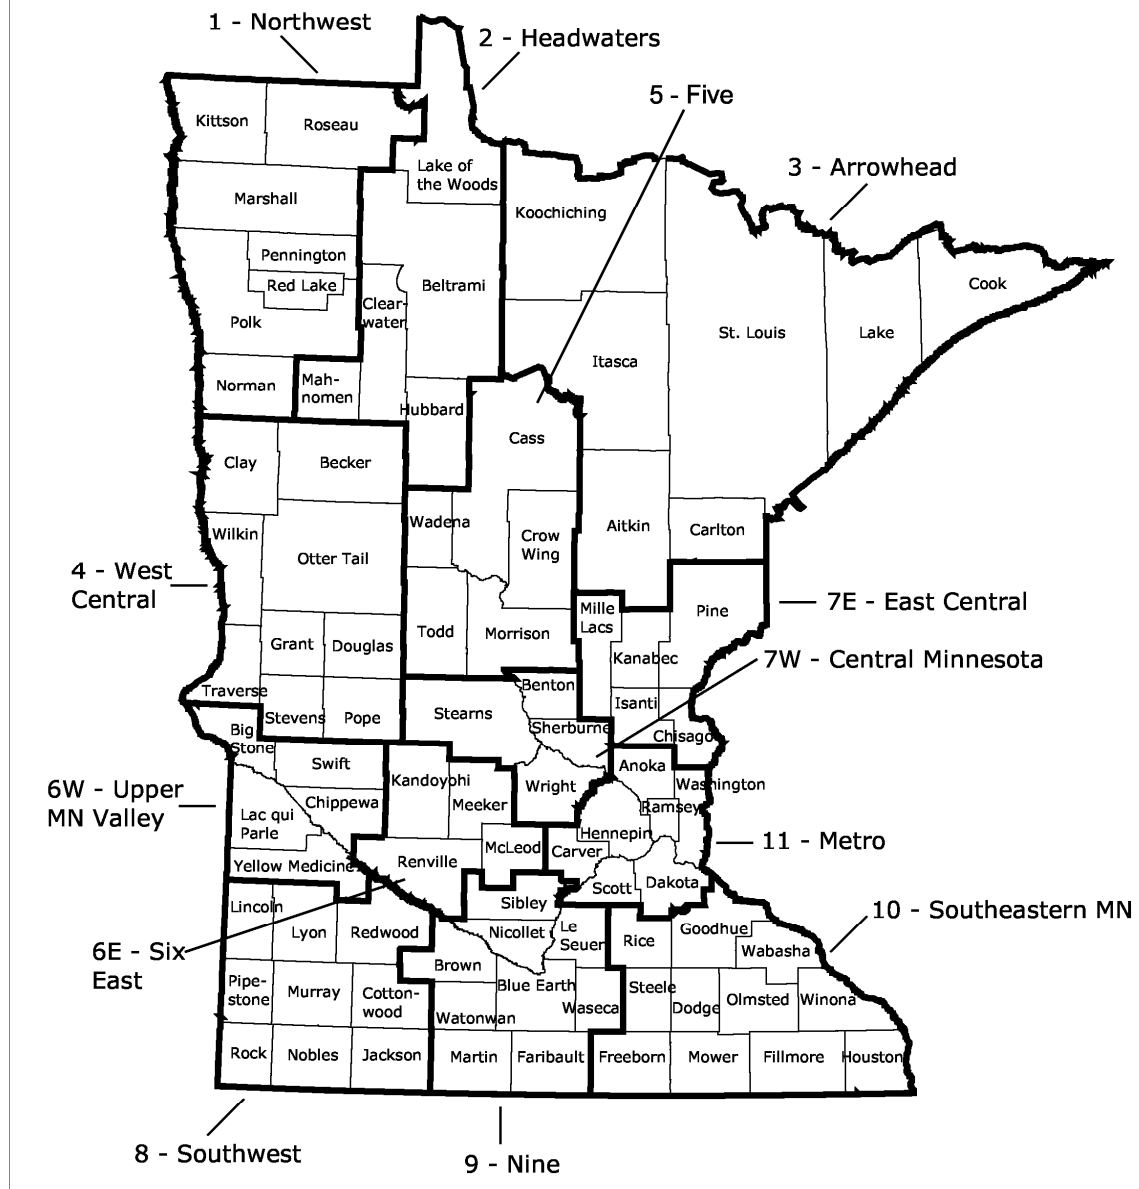 1 - Northwest
2 - Headwaters
5 - Five
3 - Arrowhead
Kittson
Roseau
Lake of
the Woods
Koochiching
Marshall
Pennington
Red Lake
Polk
Clear-
water
Beltrami
Cook
St. Louis
Lake
Itasca
Norman
Mah-
nomen
Hubbard
Cass
Clay
Becker
Wadena
Crow
Wing
Aitkin
Carlton
Wilkin
Otter Tail
4 - West
Central
Mille
Lacs
Pine
7E - East Central
Grant
Douglas
Todd
Morrison
Kanabec
7W - Central Minnesota
Traverse
Benton
Isanti
Stevens
Pope
Stearns
Sherburne
Chisago
Big
Stone
Swift
Kandoyohi
Anoka
Washington
6W - Upper
MN Valley
Wright
Meeker
Chippewa
Ramsey
Lac qui
Parle
Hennepin
11 - Metro
McLeod
Carver
Yellow Medicine
Renville
Scott
Dakota
Lincoln
Sibley
10 - Southeastern MN
Lyon
Redwood
Nicollet
Le
Seuer
Rice
Goodhue
Wabasha
6E - Six
East
Brown
Pipe-
stone
Murray
Cotton-
wood
Blue Earth
Waseca
Steele
Dodge
Olmsted
Winona
Watonwan
Rock
Nobles
Jackson
Martin
Faribault
Freeborn
Mower
Fillmore
Houston
8 - Southwest
9 - Nine